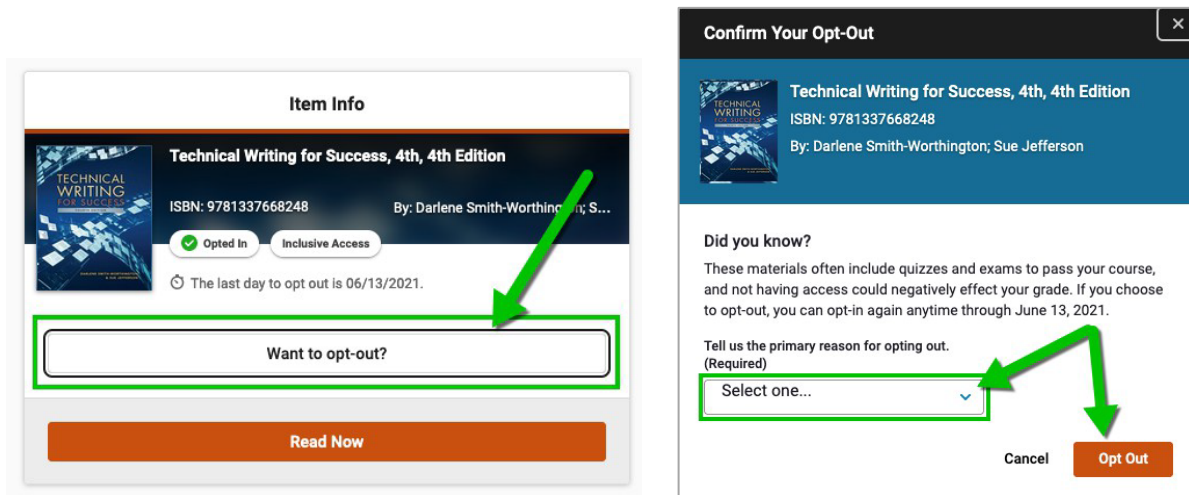 Item Info
TECHNICAL
WRITING
FOR SUCCESS
Technical Writing for Success, 4th, 4th Edition
ISBN: 9781337668248
By: Darlene Smith-Worthington; S...
Opted In
Inclusive Access
The last day to opt out is 06/13/2021.
Want to opt-out?
Read Now
Confirm Your Opt-Out
×
TECHNICAL
WRITING
FOR SUCCESS
Technical Writing for Success, 4th, 4th Edition
ISBN: 9781337668248
By: Darlene Smith-Worthington; Sue Jefferson
Did you know?
These materials often include quizzes and exams to pass your course,
and not having access could negatively effect your grade. If you choose
to opt-out, you can opt-in again anytime through June 13, 2021.
Tell us the primary reason for opting out.
(Required)
Select one...
Cancel
Opt Out